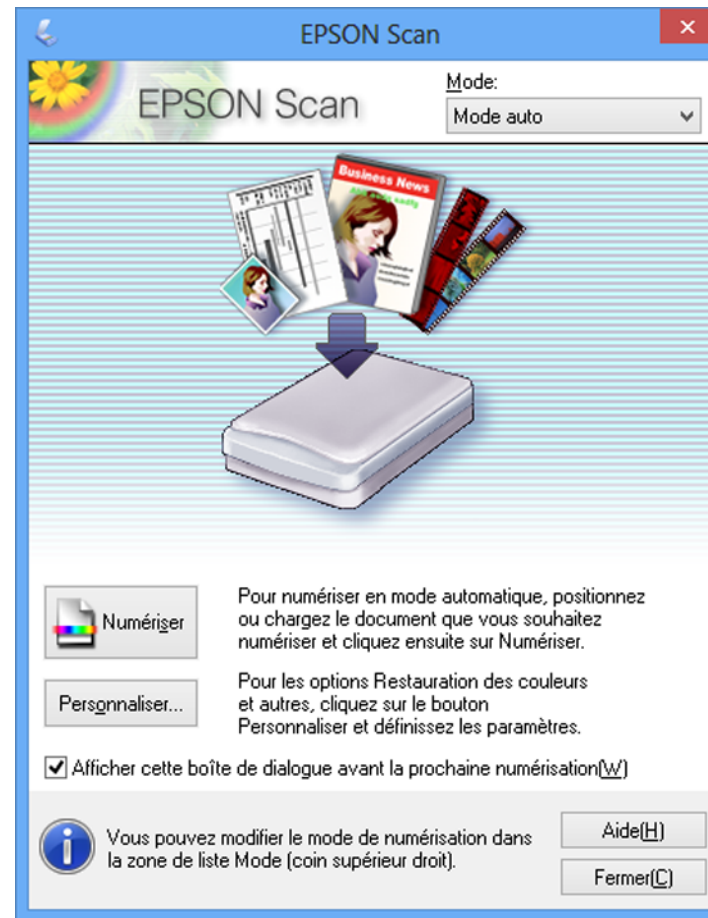 EPSON Scan
EPSON Scan
Mode:
Mode auto
Business News
Numériser
Pour numériser en mode automatique, positionnez
ou chargez le document que vous souhaitez
numériser et cliquez ensuite sur Numériser.
Personnaliser...
Pour les options Restauration des couleurs
et autres, cliquez sur le bouton
Personnaliser et définissez les paramètres.
Afficher cette boîte de dialogue avant la prochaine numérisation(W)
Vous pouvez modifier le mode de numérisation dans
la zone de liste Mode (coin supérieur droit).
Aide(H)
Fermer(C)